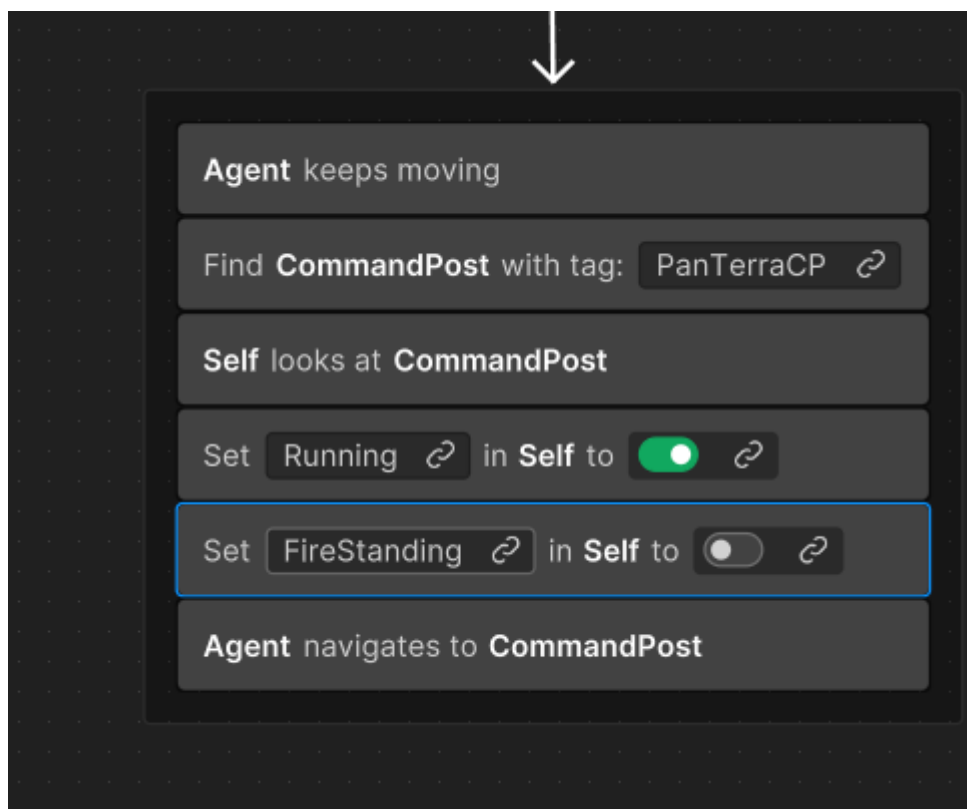 Agent keeps moving
Find CommandPost with tag: PanTerraCP
Self looks at CommandPost
Set Running in Self to
Set FireStanding in Self to
Agent navigates to CommandPost